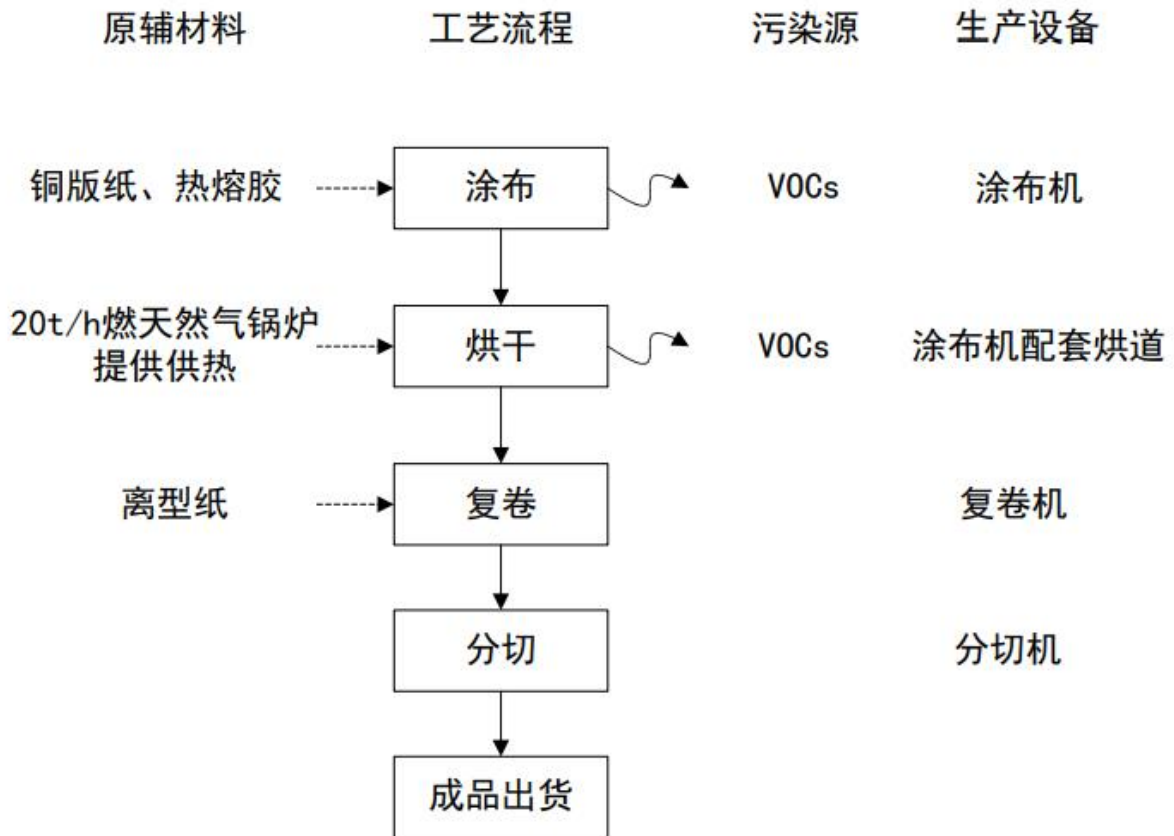 原辅材料 工艺流程 污染源 生产设备
铜版纸、热熔胶 涂布 VOCs 涂布机
20t/h燃天然气锅炉
提供供热 烘干 VOCs 涂布机配套烘道
离型纸 复卷 复卷机
分切 分切机
成品出货